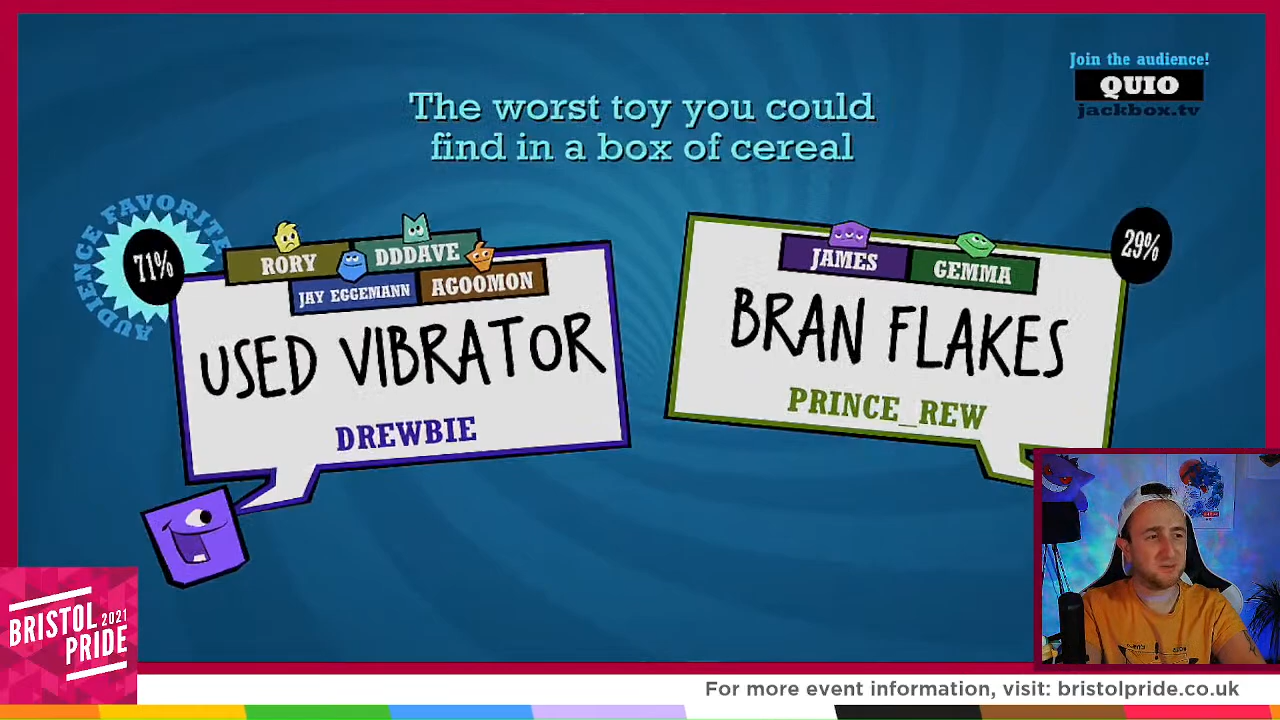 Join the audience!
QUIO
jackbox.tv
The worst toy you could
find in a box of cereal
AUDIENCE FAVORITE
71%
RORY
DDDAVE
JAY EGGEMANN
AGOOMON
USED VIBRATOR
DREWBIE
JAMES
GEMMA
29%
BRAN FLAKES
PRINCE_REW
BRISTOL 2021
PRIDE
For more event information, visit: bristolpride.co.uk